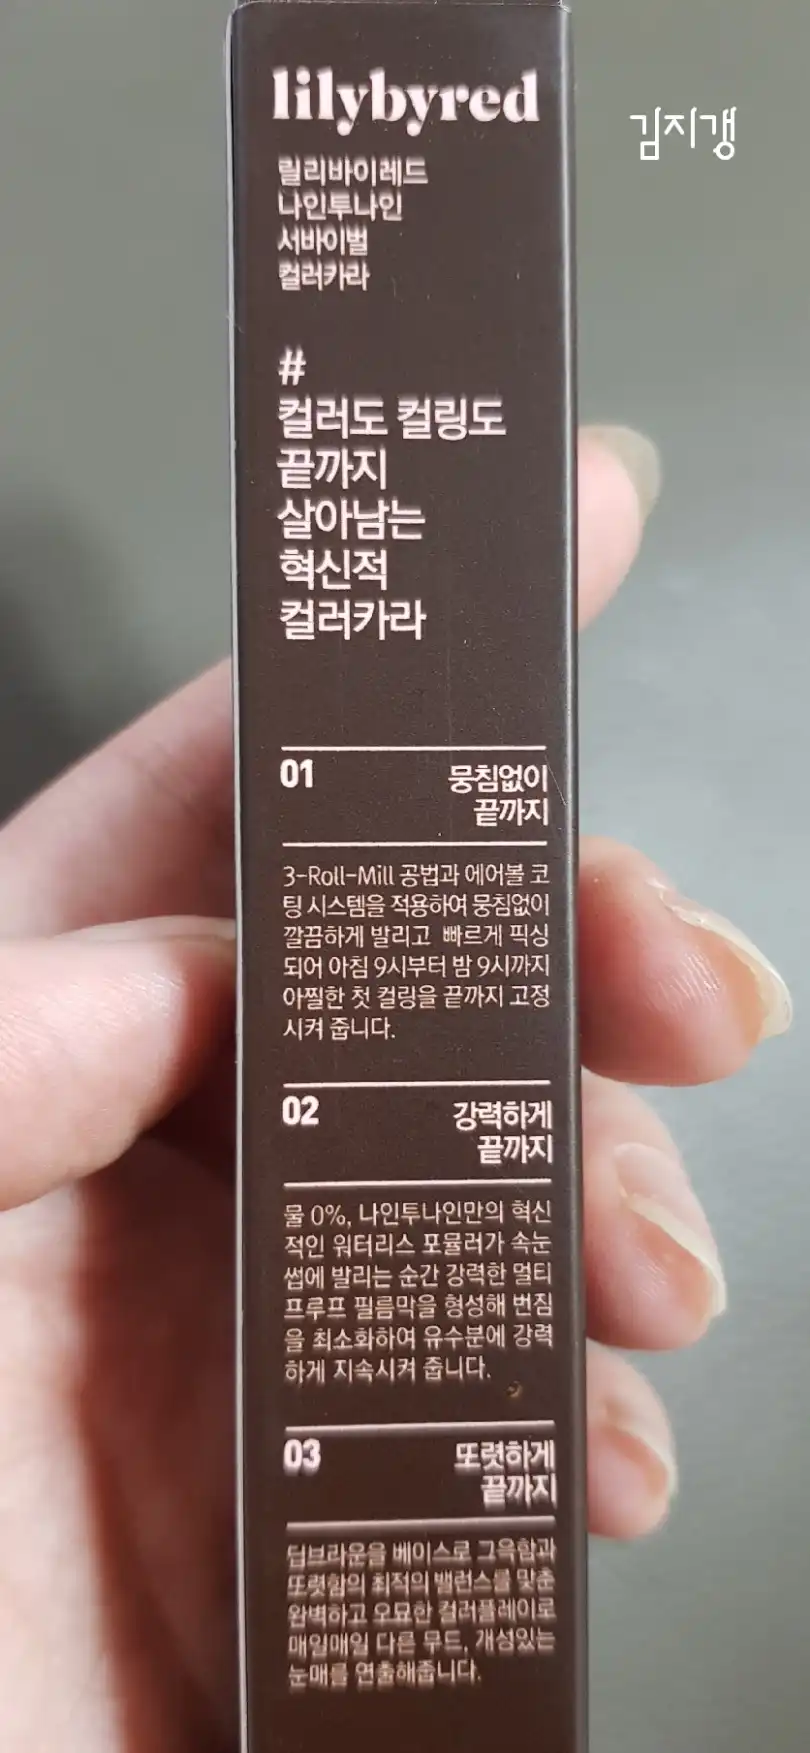 lilybyred
김지갱
릴리바이레드
나인투나인
서바이벌
컬러카라
#
컬러도 컬링도
끝까지
살아남는
혁신적
컬러카라
01
뭉침없이
끝까지
3-Roll-Mill 공법과 에어볼 코
팅 시스템을 적용하여 뭉침없이
깔끔하게 발리고 빠르게 픽싱
되어 아침 9시부터 밤 9시까지
아찔한 첫 컬링을 끝까지 고정
시켜 줍니다.
02
강력하게
끝까지
물 0%, 나인투나인만의 혁신
적인 워터리스 포뮬러가 속눈
썹에 발리는 순간 강력한 멀티
프루프 필름막을 형성해 번짐
을 최소화하여 유수분에 강력
하게 지속시켜 줍니다.
03
또렷하게
끝까지
딥브라운을 베이스로 그윽함과
또렷함의 최적의 밸런스를 맞춘
완벽하고 오묘한 컬러플레이로
매일매일 다른 무드, 개성있는
눈매를 연출해줍니다.